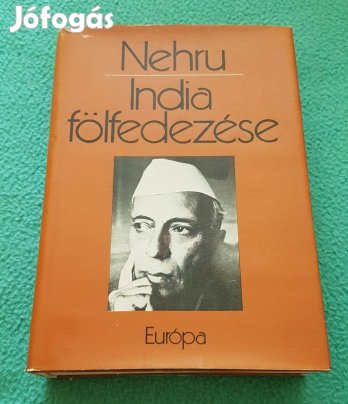 Jófogás
Nehru
India
fölfedezése
Európa